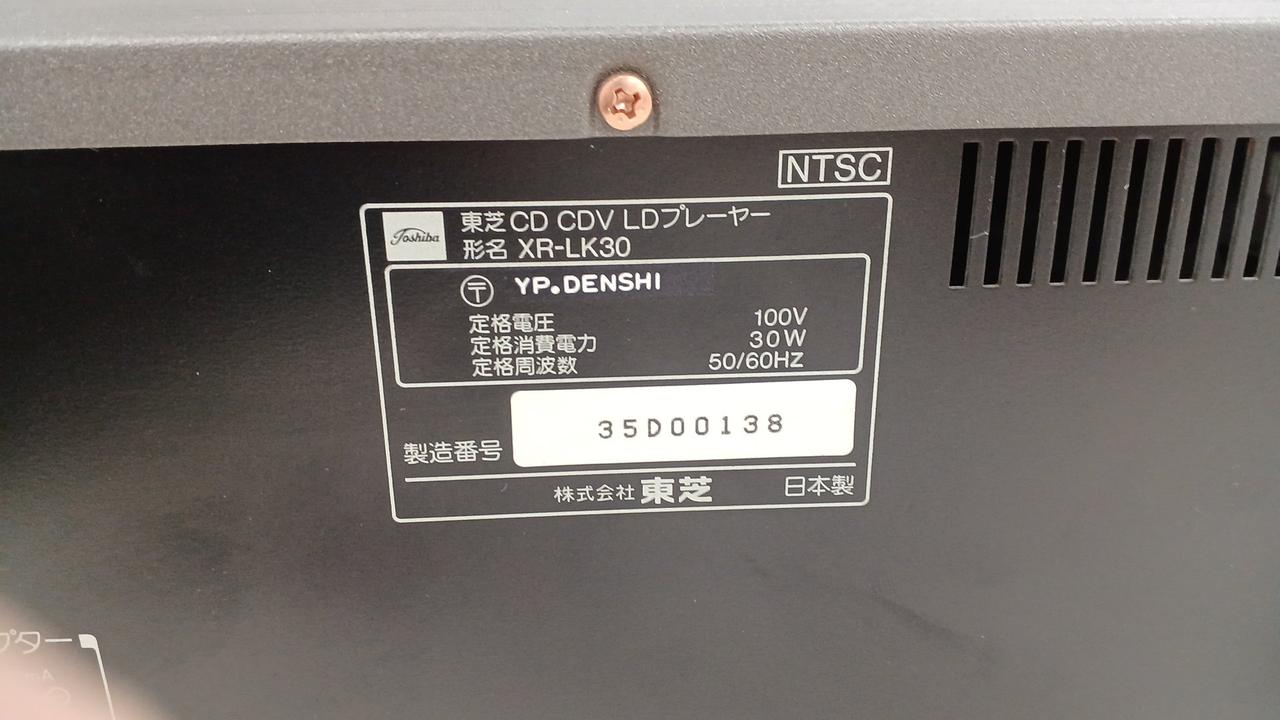 NTSC
Toshiba
東芝CD CDV LDプレーヤー
形名 XR-LK30
〒 YP.DENSHI
定格電圧 100V
定格消費電力 30W
定格周波数 50/60HZ
製造番号 35D00138
株式会社 東芝 日本製
プター